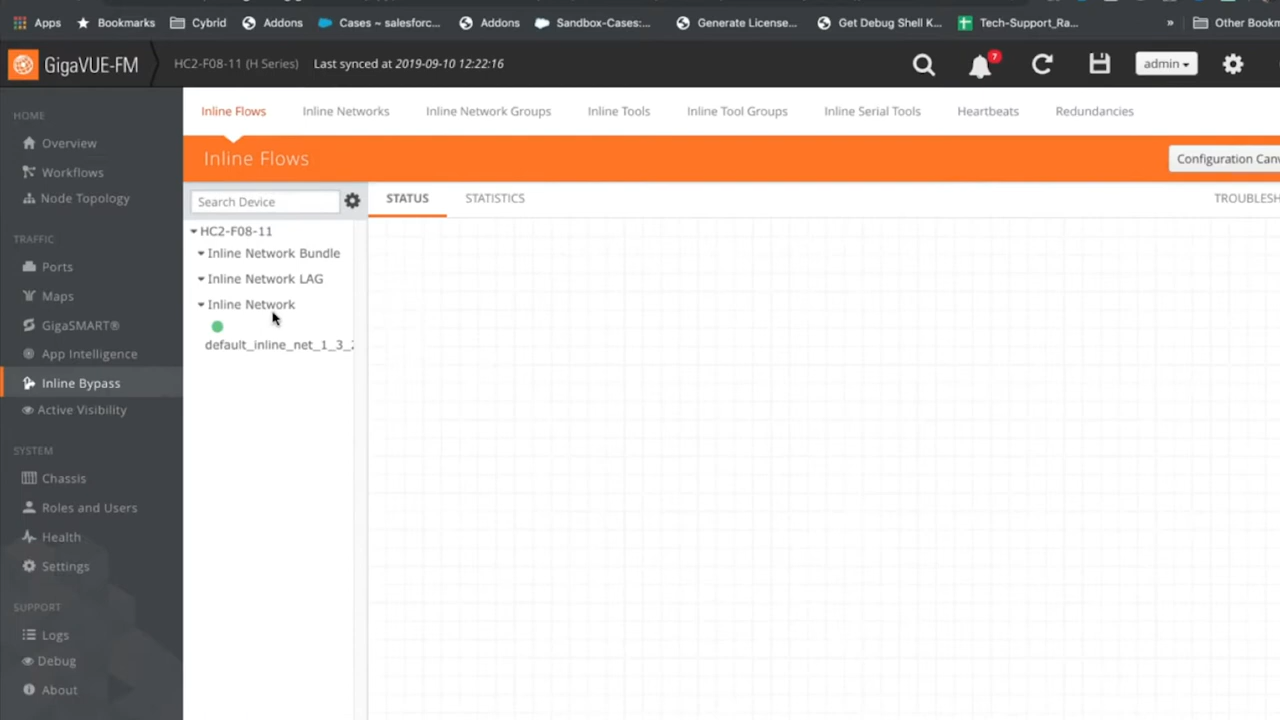 Apps Bookmarks Cybrid Addons Cases ~ salesforc... Addons Sandbox-Cases:... Generate License... Get Debug Shell K... Tech-Support_Ra... » Other Bookm
GigaVUE-FM HC2-F08-11 (H Series) Last synced at 2019-09-10 12:22:16 7 admin
HOME
Overview
Workflows
Node Topology
TRAFFIC
Ports
Maps
GigaSMART®
App Intelligence
Inline Bypass
Active Visibility
SYSTEM
Chassis
Roles and Users
Health
Settings
SUPPORT
Logs
Debug
About
Inline Flows Inline Networks Inline Network Groups Inline Tools Inline Tool Groups Inline Serial Tools Heartbeats Redundancies
Inline Flows Configuration Canv
Search Device STATUS STATISTICS TROUBLESH
HC2-F08-11
Inline Network Bundle
Inline Network LAG
Inline Network
default_inline_net_1_3_2